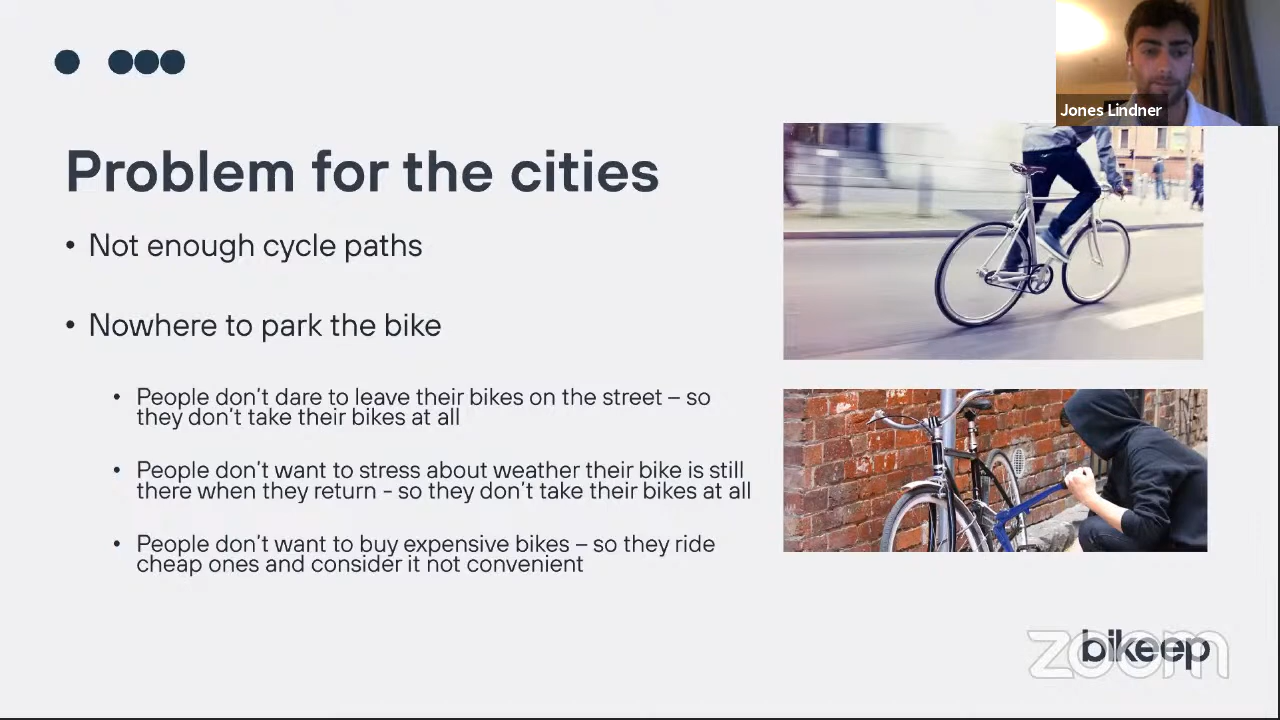 Jones Lindner
Problem for the cities
• Not enough cycle paths
• Nowhere to park the bike
• People don't dare to leave their bikes on the street – so
they don't take their bikes at all
• People don't want to stress about weather their bike is still
there when they return - so they don't take their bikes at all
• People don't want to buy expensive bikes – so they ride
cheap ones and consider it not convenient
bikeep
zoom